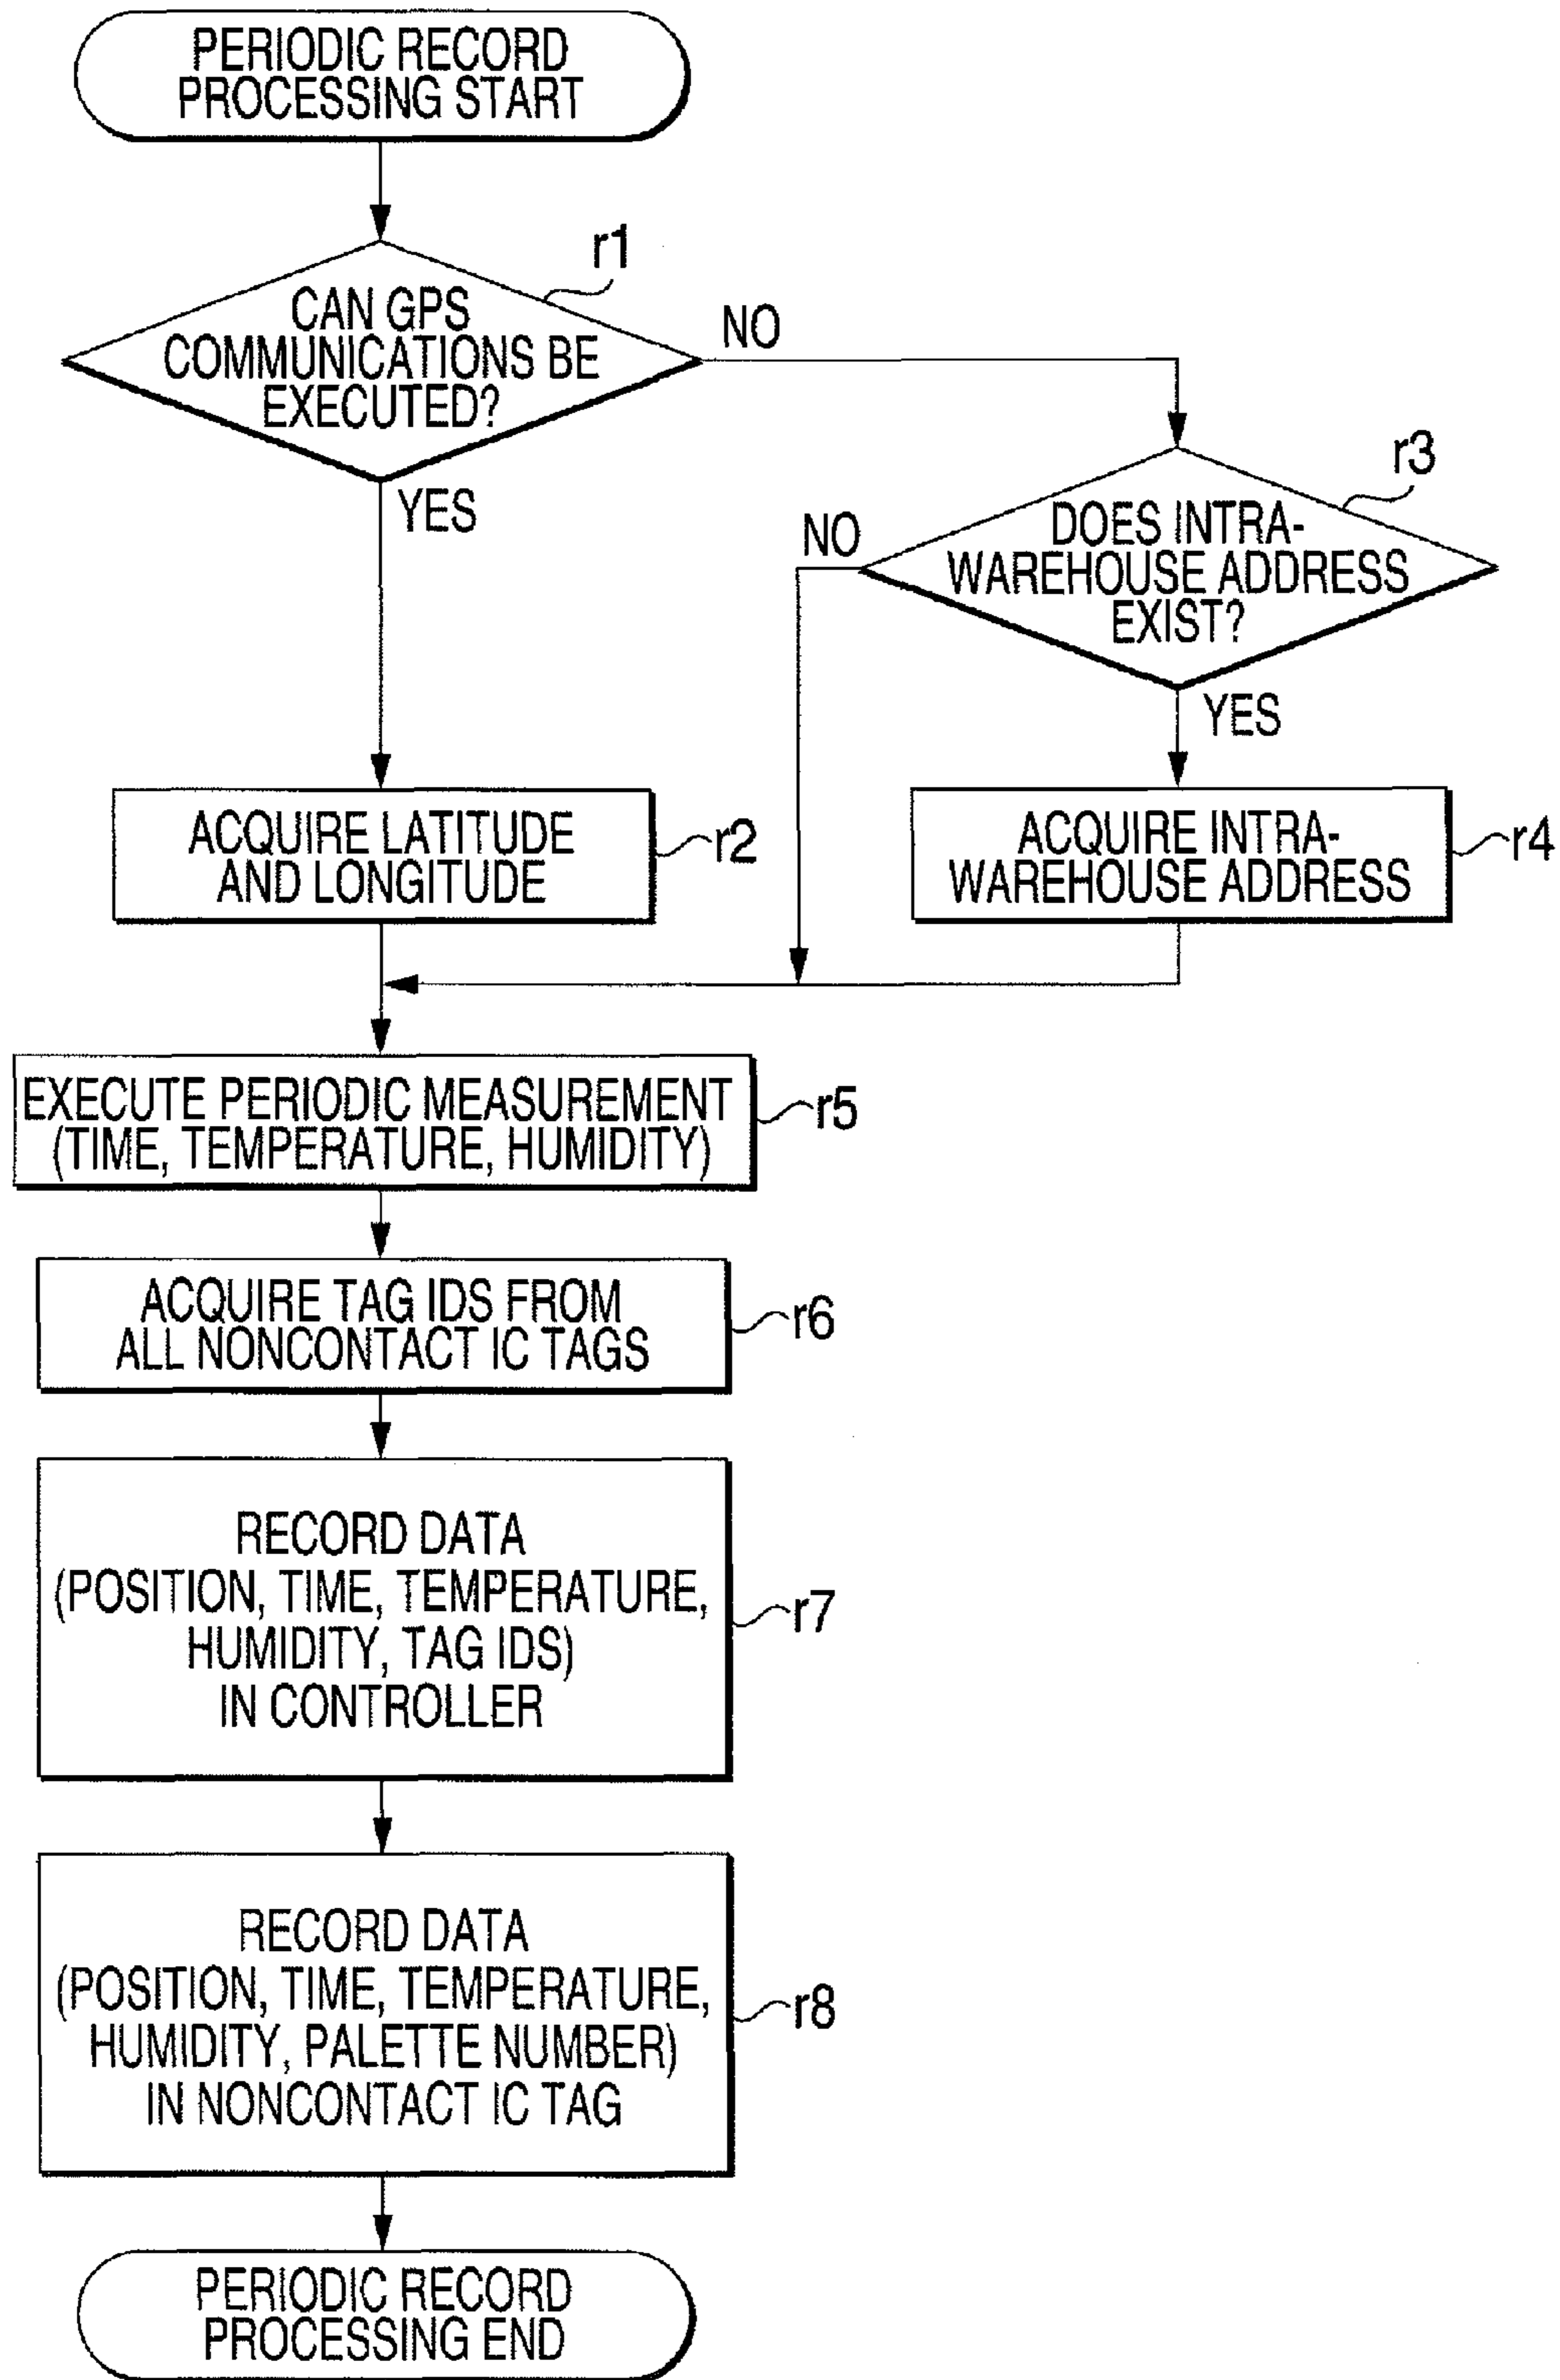 PERIODIC RECORD
PROCESSING START
r1
CAN GPS
COMMUNICATIONS BE
EXECUTED?
NO
YES
r3
DOES INTRA-
WAREHOUSE ADDRESS
EXIST?
NO
YES
ACQUIRE LATITUDE
AND LONGITUDE
r2
ACQUIRE INTRA-
WAREHOUSE ADDRESS
r4
EXECUTE PERIODIC MEASUREMENT
(TIME, TEMPERATURE, HUMIDITY)
r5
ACQUIRE TAG IDS FROM
ALL NONCONTACT IC TAGS
r6
RECORD DATA
(POSITION, TIME, TEMPERATURE,
HUMIDITY, TAG IDS)
IN CONTROLLER
r7
RECORD DATA
(POSITION, TIME, TEMPERATURE,
HUMIDITY, PALETTE NUMBER)
IN NONCONTACT IC TAG
r8
PERIODIC RECORD
PROCESSING END